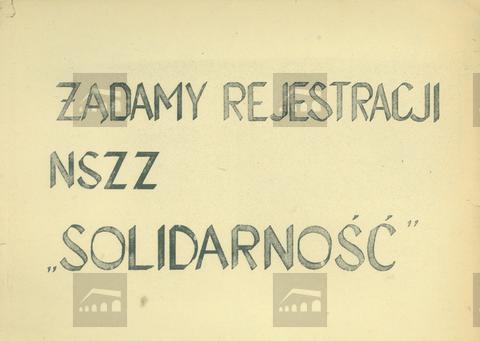 ŻĄDAMY REJESTRACJI
NSZZ
„SOLIDARNOŚĆ”